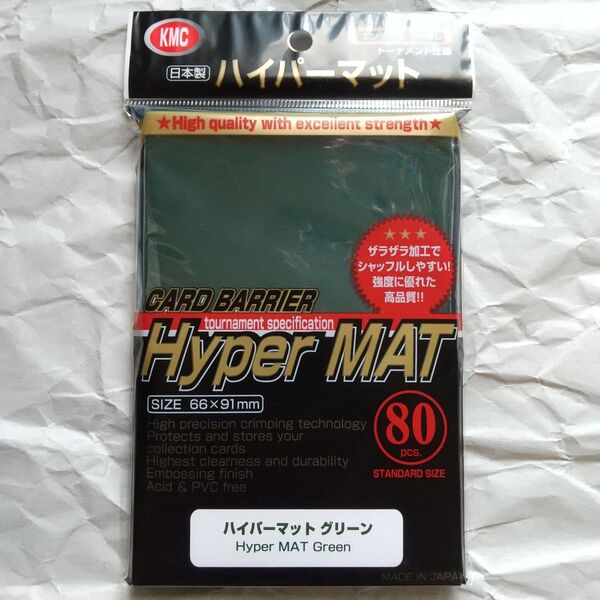 KMC
日本製
ハイパーマット
トーナメント仕様
★High quality with excellent strength★
★★★
ザラザラ加工で
シャッフルしやすい!
強度に優れた
高品質!!
CARD BARRIER
tournament specification
Hyper MAT
SIZE 66×91mm
High precision crimping technology
Protects and stores your
collection cards
Highest clearness and durability
Embossing finish
Acid & PVC free
80
pcs.
STANDARD SIZE
ハイパーマット グリーン
Hyper MAT Green
MADE IN JAPAN